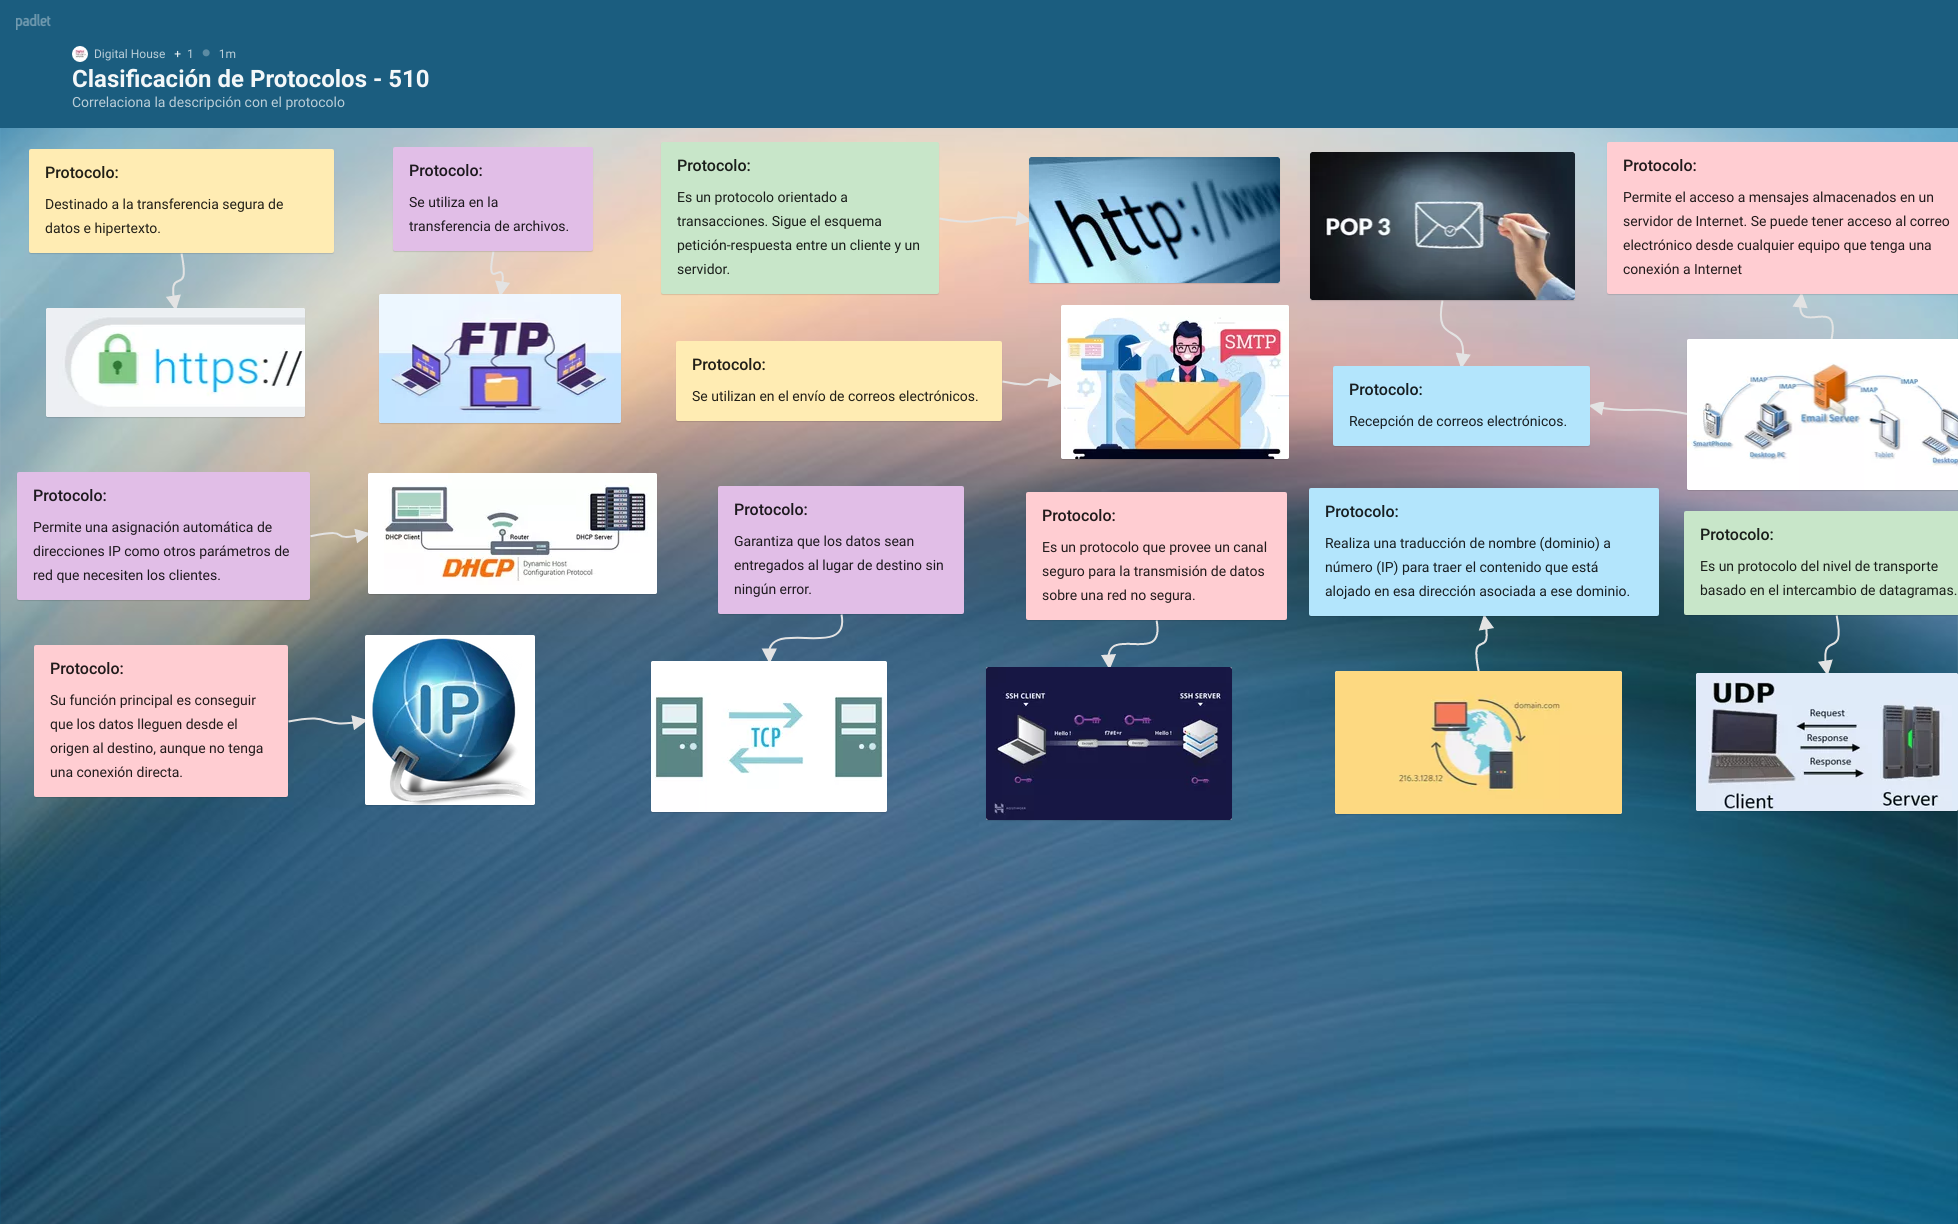 padlet
Digital House + 1 1m
Clasificación de Protocolos - 510
Correlaciona la descripción con el protocolo
Protocolo:
Destinado a la transferencia segura de
datos e hipertexto.
https://
Protocolo:
Se utiliza en la
transferencia de archivos.
FTP
Protocolo:
Es un protocolo orientado a
transacciones. Sigue el esquema
petición-respuesta entre un cliente y un
servidor.
http://www
POP 3
Protocolo:
Permite el acceso a mensajes almacenados en un
servidor de Internet. Se puede tener acceso al correo
electrónico desde cualquier equipo que tenga una
conexión a Internet
Protocolo:
Se utilizan en el envío de correos electrónicos.
SMTP
Protocolo:
Recepción de correos electrónicos.
IMAP
IMAP
IMAP
IMAP
Email Server
SmartPhone
Desktop PC
Tablet
Desktop
Protocolo:
Permite una asignación automática de
direcciones IP como otros parámetros de
red que necesiten los clientes.
DHCP Client
Router
DHCP Server
DHCP
Dynamic Host
Configuration Protocol
Protocolo:
Garantiza que los datos sean
entregados al lugar de destino sin
ningún error.
TCP
Protocolo:
Es un protocolo que provee un canal
seguro para la transmisión de datos
sobre una red no segura.
SSH CLIENT
SSH SERVER
Hello !
f7#E+r
Hello !
Protocolo:
Realiza una traducción de nombre (dominio) a
número (IP) para traer el contenido que está
alojado en esa dirección asociada a ese dominio.
domain.com
216.3.128.12
Protocolo:
Es un protocolo del nivel de transporte
basado en el intercambio de datagramas.
UDP
Request
Response
Response
Client
Server
Protocolo:
Su función principal es conseguir
que los datos lleguen desde el
origen al destino, aunque no tenga
una conexión directa.
IP